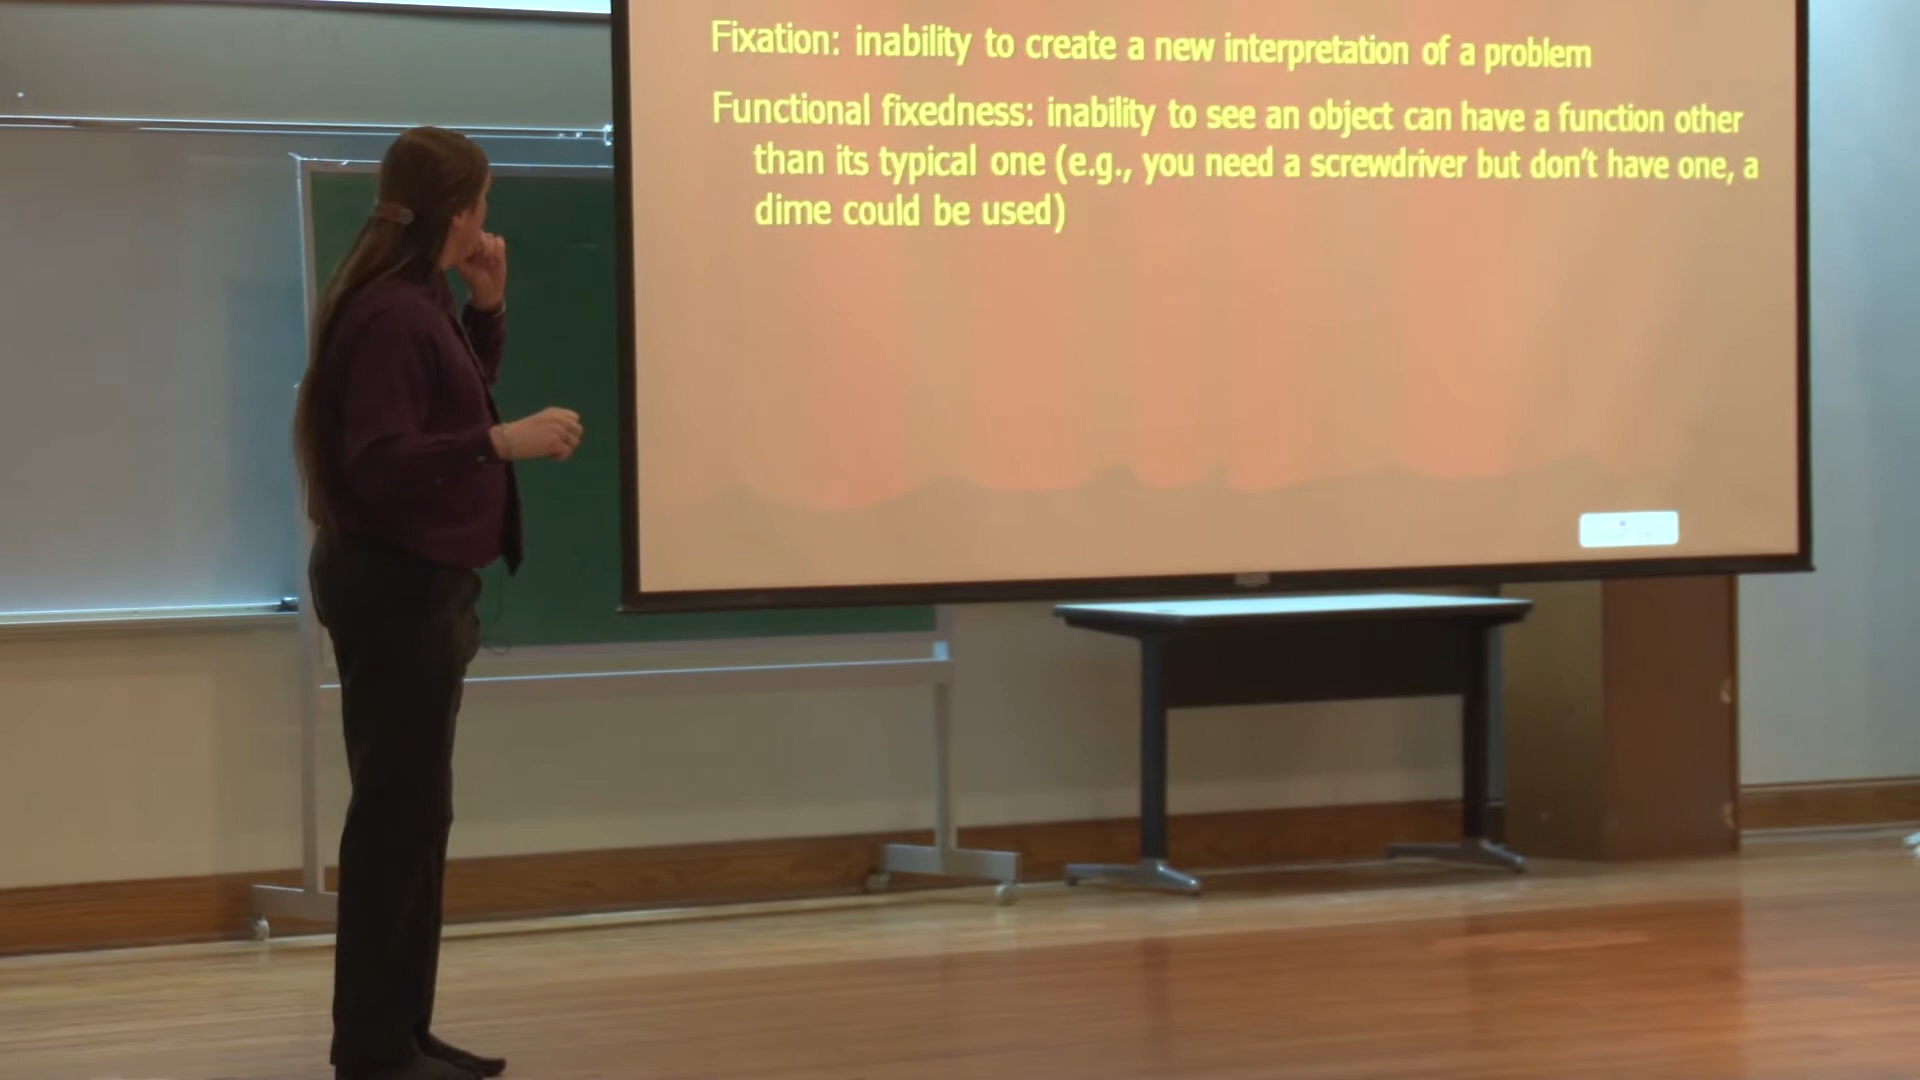 Fixation: inability to create a new interpretation of a problem
Functional fixedness: inability to see an object can have a function other
than its typical one (e.g., you need a screwdriver but don't have one, a
dime could be used)